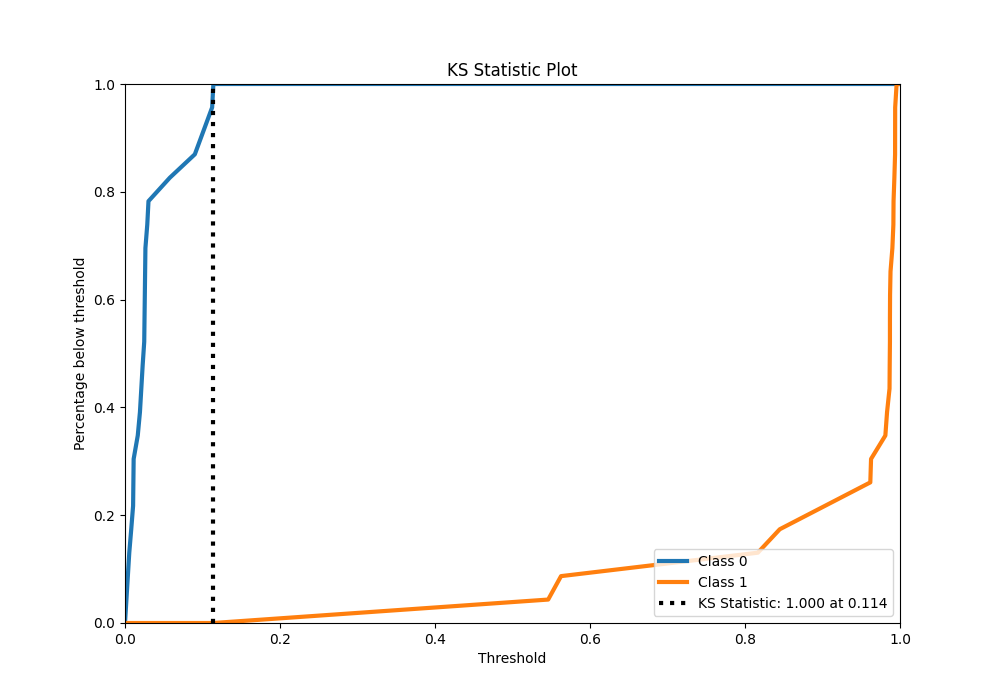 KS Statistic Plot
1.0
0.8
0.6
0.4
0.2
0.0
Percentage below threshold
0.0 0.2 0.4 0.6 0.8 1.0
Threshold
Class 0
Class 1
KS Statistic: 1.000 at 0.114